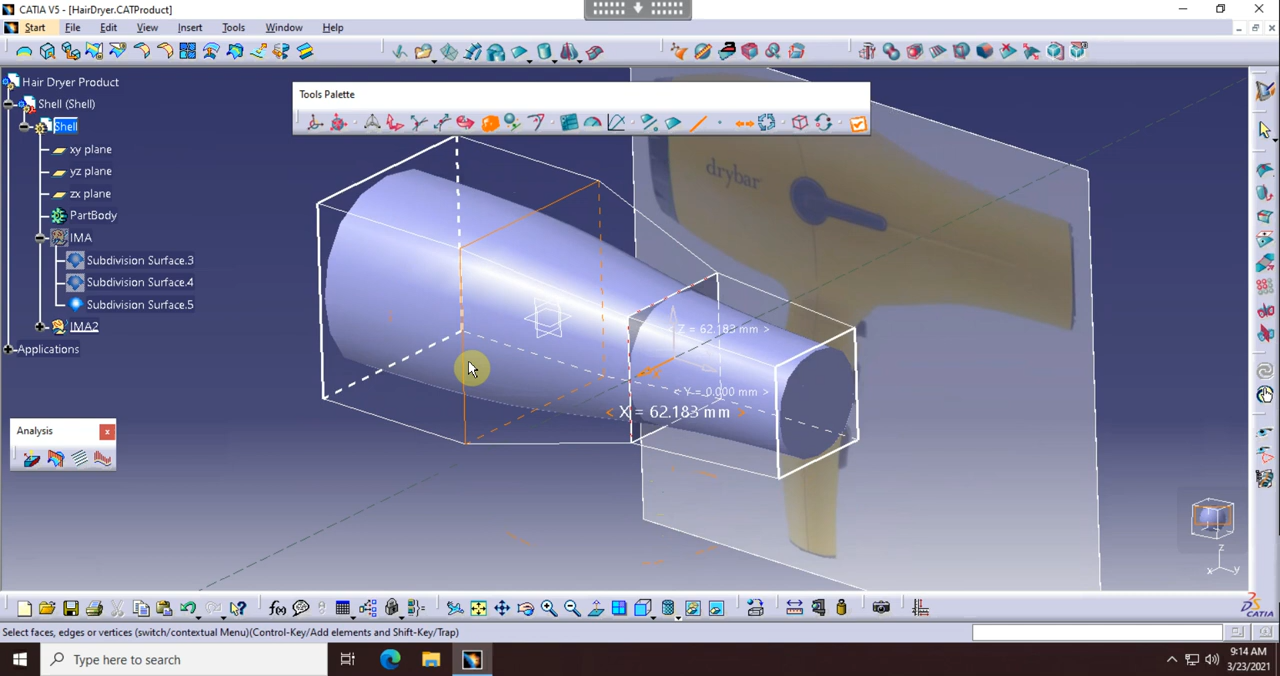 CATIA V5 - [HairDryer.CATProduct]
Start File Edit View Insert Tools Window Help
Hair Dryer Product
Shell (Shell)
Shell
xy plane
yz plane
zx plane
PartBody
IMA
Subdivision Surface.3
Subdivision Surface.4
Subdivision Surface.5
IMA2
Applications
Tools Palette
drybar
< Z = 62.183 mm >
< Y = 0.000 mm >
< X = 62.183 mm >
Analysis
z
x y
Select faces, edges or vertices (switch/contextual Menu)(Control-Key/Add elements and Shift-Key/Trap)
Type here to search
9:14 AM
3/23/2021